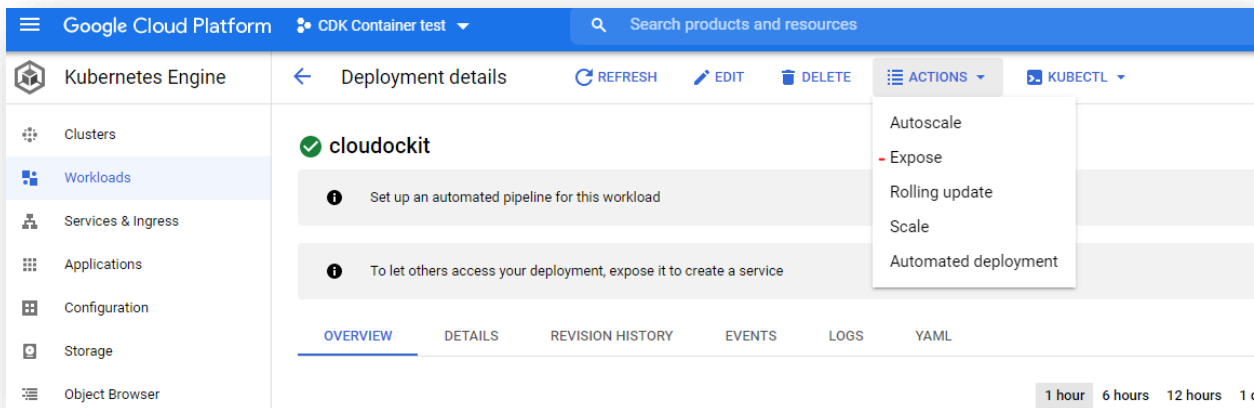 Google Cloud Platform CDK Container test Search products and resources
Kubernetes Engine Deployment details REFRESH EDIT DELETE ACTIONS KUBECTL
Clusters
Workloads
Services & Ingress
Applications
Configuration
Storage
Object Browser
cloudockit
Set up an automated pipeline for this workload
To let others access your deployment, expose it to create a service
Autoscale
- Expose
Rolling update
Scale
Automated deployment
OVERVIEW DETAILS REVISION HISTORY EVENTS LOGS YAML
1 hour 6 hours 12 hours 1